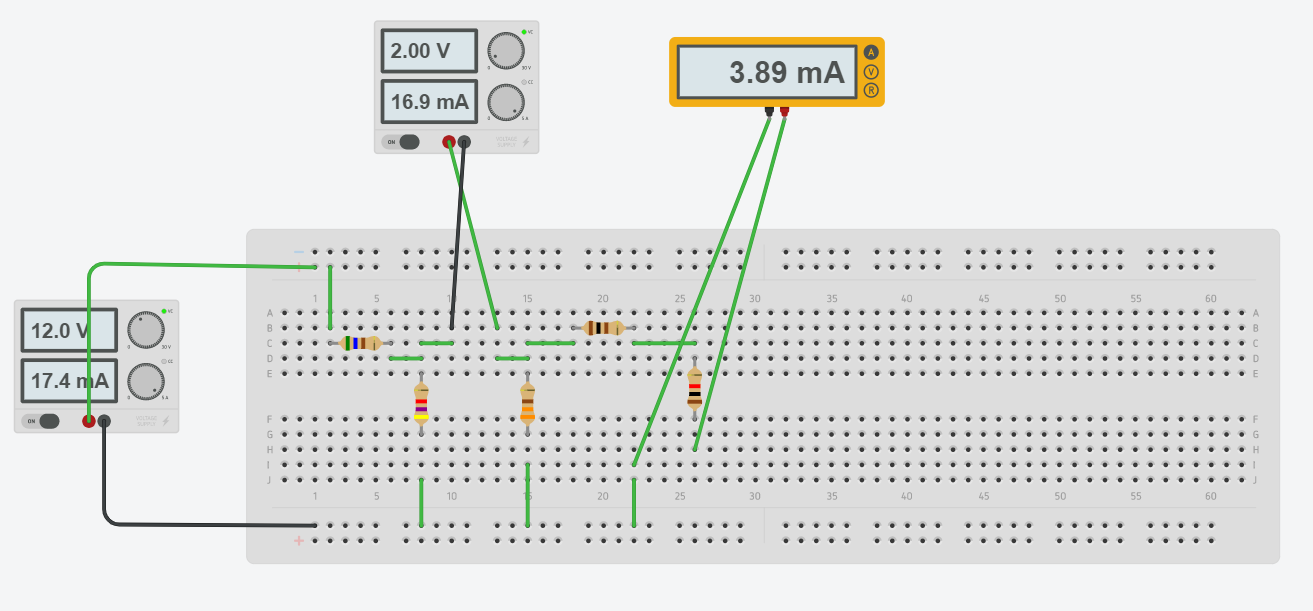 2.00 V
16.9 mA
VC
CC
0
30 V
0
5 A
ON
VOLTAGE
SUPPLY
3.89 mA
A
V
R
12.0 V
17.4 mA
VC
CC
0
30 V
0
5 A
ON
VOLTAGE
SUPPLY
−
1 5 10 15 20 25 30 35 40 45 50 55 60
A A
B B
C C
D D
E E
F F
G G
H H
I I
J J
1 5 10 15 20 25 30 35 40 45 50 55 60
+